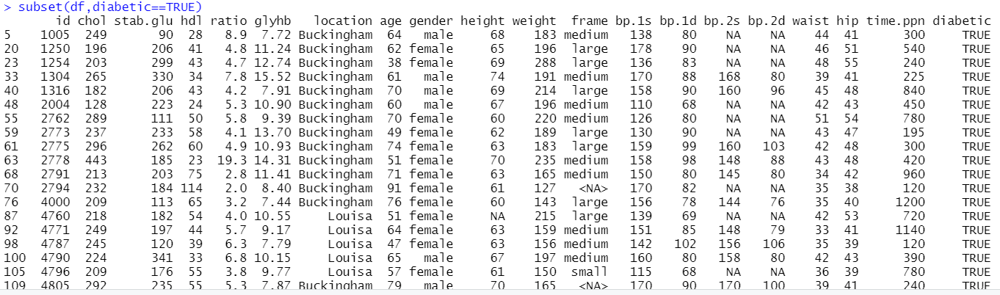 > subset(df,diabetic==TRUE)
id chol stab.glu hdl ratio glyhb location age gender height weight frame bp.1s bp.1d bp.2s bp.2d waist hip time.ppn diabetic
5 1005 249 90 28 8.9 7.72 Buckingham 64 male 68 183 medium 138 80 NA NA 44 41 300 TRUE
20 1250 196 206 41 4.8 11.24 Buckingham 62 female 65 196 large 178 90 NA NA 46 51 540 TRUE
23 1254 203 299 43 4.7 12.74 Buckingham 38 female 69 288 large 136 83 NA NA 48 55 240 TRUE
33 1304 265 330 34 7.8 15.52 Buckingham 61 male 74 191 medium 170 88 168 80 39 41 225 TRUE
40 1316 182 206 43 4.2 7.91 Buckingham 70 male 69 214 large 158 90 160 96 45 48 840 TRUE
48 2004 128 223 24 5.3 10.90 Buckingham 60 male 67 196 medium 110 68 NA NA 42 43 450 TRUE
55 2762 289 111 50 5.8 9.39 Buckingham 70 female 60 220 medium 126 80 NA NA 51 54 780 TRUE
59 2773 237 233 58 4.1 13.70 Buckingham 49 female 62 189 large 130 90 NA NA 43 47 195 TRUE
61 2775 296 262 60 4.9 10.93 Buckingham 74 female 63 183 large 159 99 160 103 42 48 300 TRUE
63 2778 443 185 23 19.3 14.31 Buckingham 51 female 70 235 medium 158 98 148 88 43 48 420 TRUE
68 2791 213 203 75 2.8 11.41 Buckingham 71 female 63 165 medium 150 80 145 80 34 42 960 TRUE
70 2794 232 184 114 2.0 8.40 Buckingham 91 female 61 127 <NA> 170 82 NA NA 35 38 120 TRUE
76 4000 209 113 65 3.2 7.44 Buckingham 76 female 60 143 large 156 78 144 76 35 40 1200 TRUE
87 4760 218 182 54 4.0 10.55 Louisa 51 female NA 215 large 139 69 NA NA 42 53 720 TRUE
92 4771 249 197 44 5.7 9.17 Louisa 64 female 63 159 medium 151 85 148 79 33 41 1140 TRUE
98 4787 245 120 39 6.3 7.79 Louisa 47 female 63 156 medium 142 102 156 106 35 39 120 TRUE
100 4790 224 341 33 6.8 10.15 Louisa 65 male 67 197 medium 160 80 158 80 42 43 390 TRUE
105 4796 209 176 55 3.8 9.77 Louisa 57 female 61 150 small 115 68 NA NA 36 39 780 TRUE
109 4805 292 235 55 5.3 7.87 Buckingham 79 male 70 165 <NA> 170 90 170 100 39 41 240 TRUE